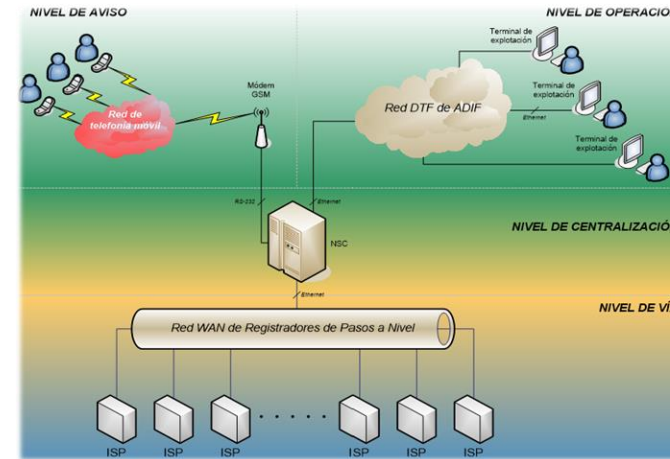 NIVEL DE AVISO
NIVEL DE OPERACIO
Terminal de
explotación
Módem
GSM
Red de
telefonía móvil
Red DTF de ADIF
Terminal de
explotación
Ethernet
Terminal de
explotación
RS-232
Ethernet
NSC
NIVEL DE CENTRALIZACIÓ
Ethernet
NIVEL DE VÍ
Red WAN de Registradores de Pasos a Nivel
ISP
ISP
ISP
ISP
ISP
ISP